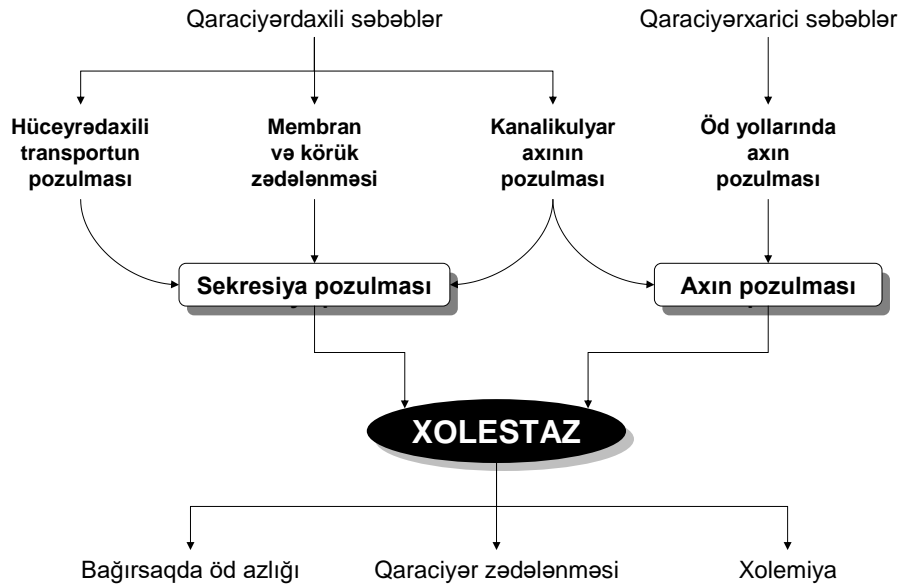 Qaraciyərdaxili səbəblər
Qaraciyərxarici səbəblər
Hüceyrədaxili
transportun
pozulması
Membran
və körük
zədələnməsi
Kanalikulyar
axının
pozulması
Öd yollarında
axın
pozulması
Sekresiya pozulması
Axın pozulması
XOLESTAZ
Bağırsaqda öd azlığı
Qaraciyər zədələnməsi
Xolemiya